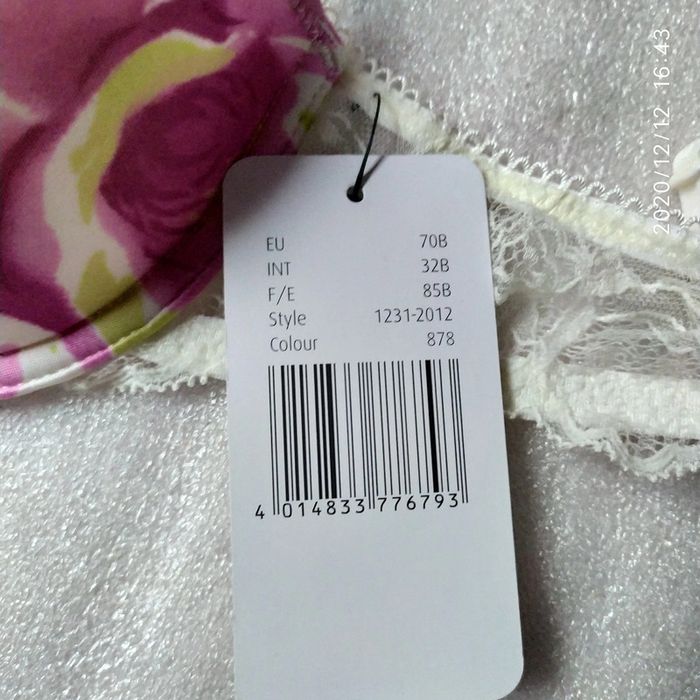 EU 70B
INT 32B
F/E 85B
Style 1231-2012
Colour 878
4 014833 776793
2020/12/12 16:43